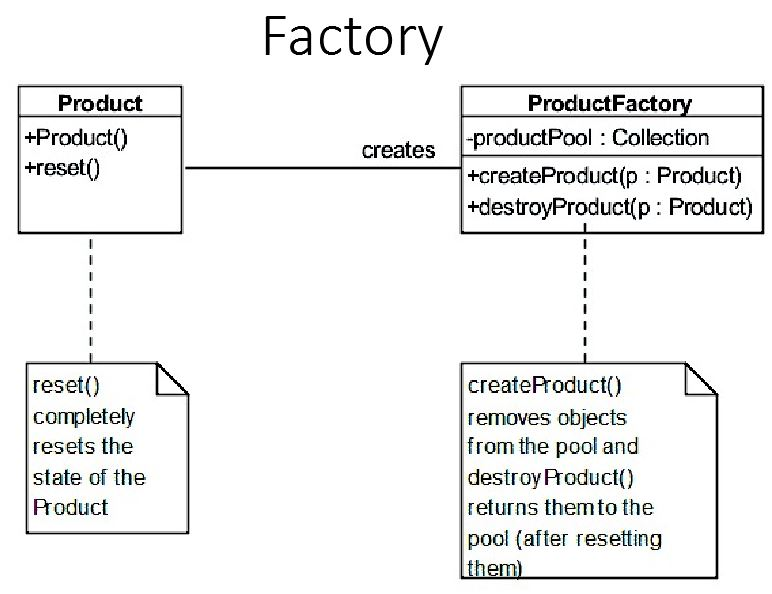 Factory
Product
+Product()
+reset()
creates
ProductFactory
-productPool : Collection
+createProduct(p : Product)
+destroyProduct(p : Product)
reset()
completely
resets the
state of the
Product
createProduct()
removes objects
from the pool and
destroyProduct()
returns them to the
pool (after resetting
them)